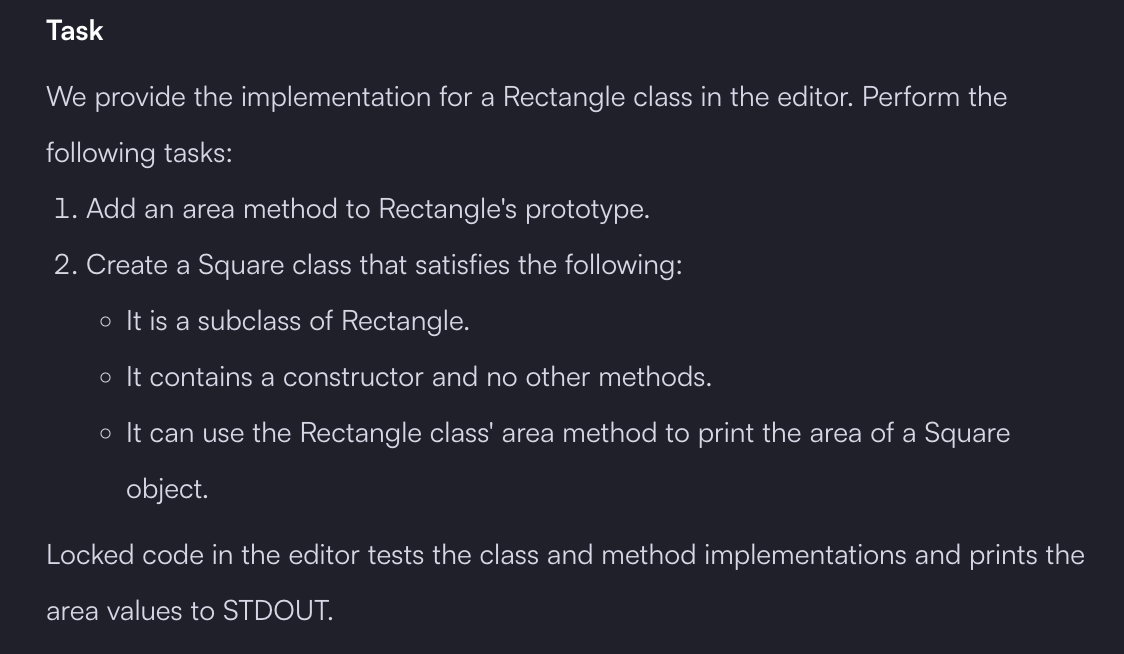 Task
We provide the implementation for a Rectangle class in the editor. Perform the
following tasks:
1. Add an area method to Rectangle's prototype.
2. Create a Square class that satisfies the following:
○ It is a subclass of Rectangle.
○ It contains a constructor and no other methods.
○ It can use the Rectangle class' area method to print the area of a Square
object.
Locked code in the editor tests the class and method implementations and prints the
area values to STDOUT.